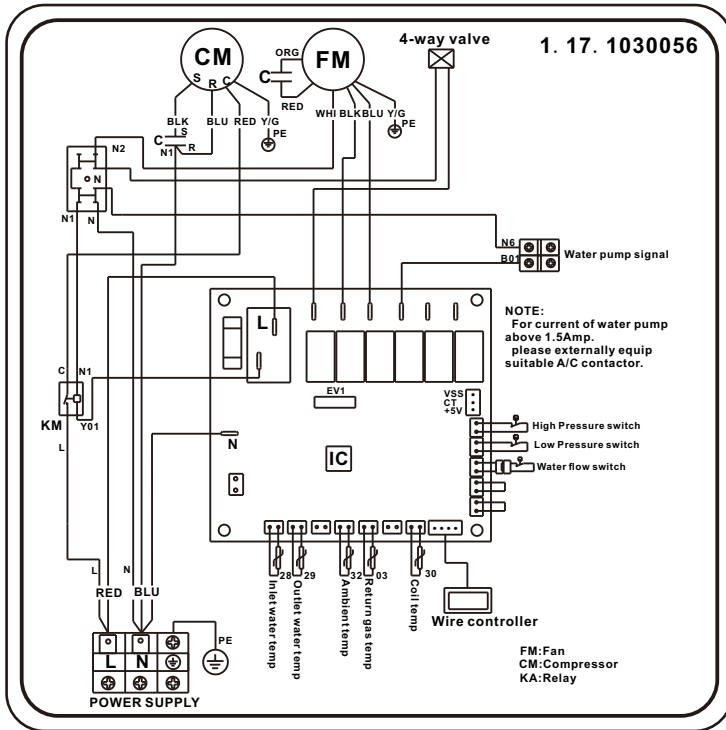 1. 17. 1030056
4-way valve
CM
S R C
ORG
C
FM
RED
BLK
BLU
RED
Y/G
PE
WHI
BLK
BLU
Y/G
PE
S
C
N1
R
N2
N
N1
N
N6
B01
Water pump signal
NOTE:
For current of water pump
above 1.5Amp.
please externally equip
suitable A/C contactor.
L
EV1
VSS
CT
+5V
C
N1
KM
Y01
L
N
IC
High Pressure switch
Low Pressure switch
Water flow switch
28
29
32
03
30
Inlet water temp
Outlet water temp
Ambient temp
Return gas temp
Coil temp
Wire controller
L
N
RED
BLU
PE
L
N
POWER SUPPLY
FM:Fan
CM:Compressor
KA:Relay